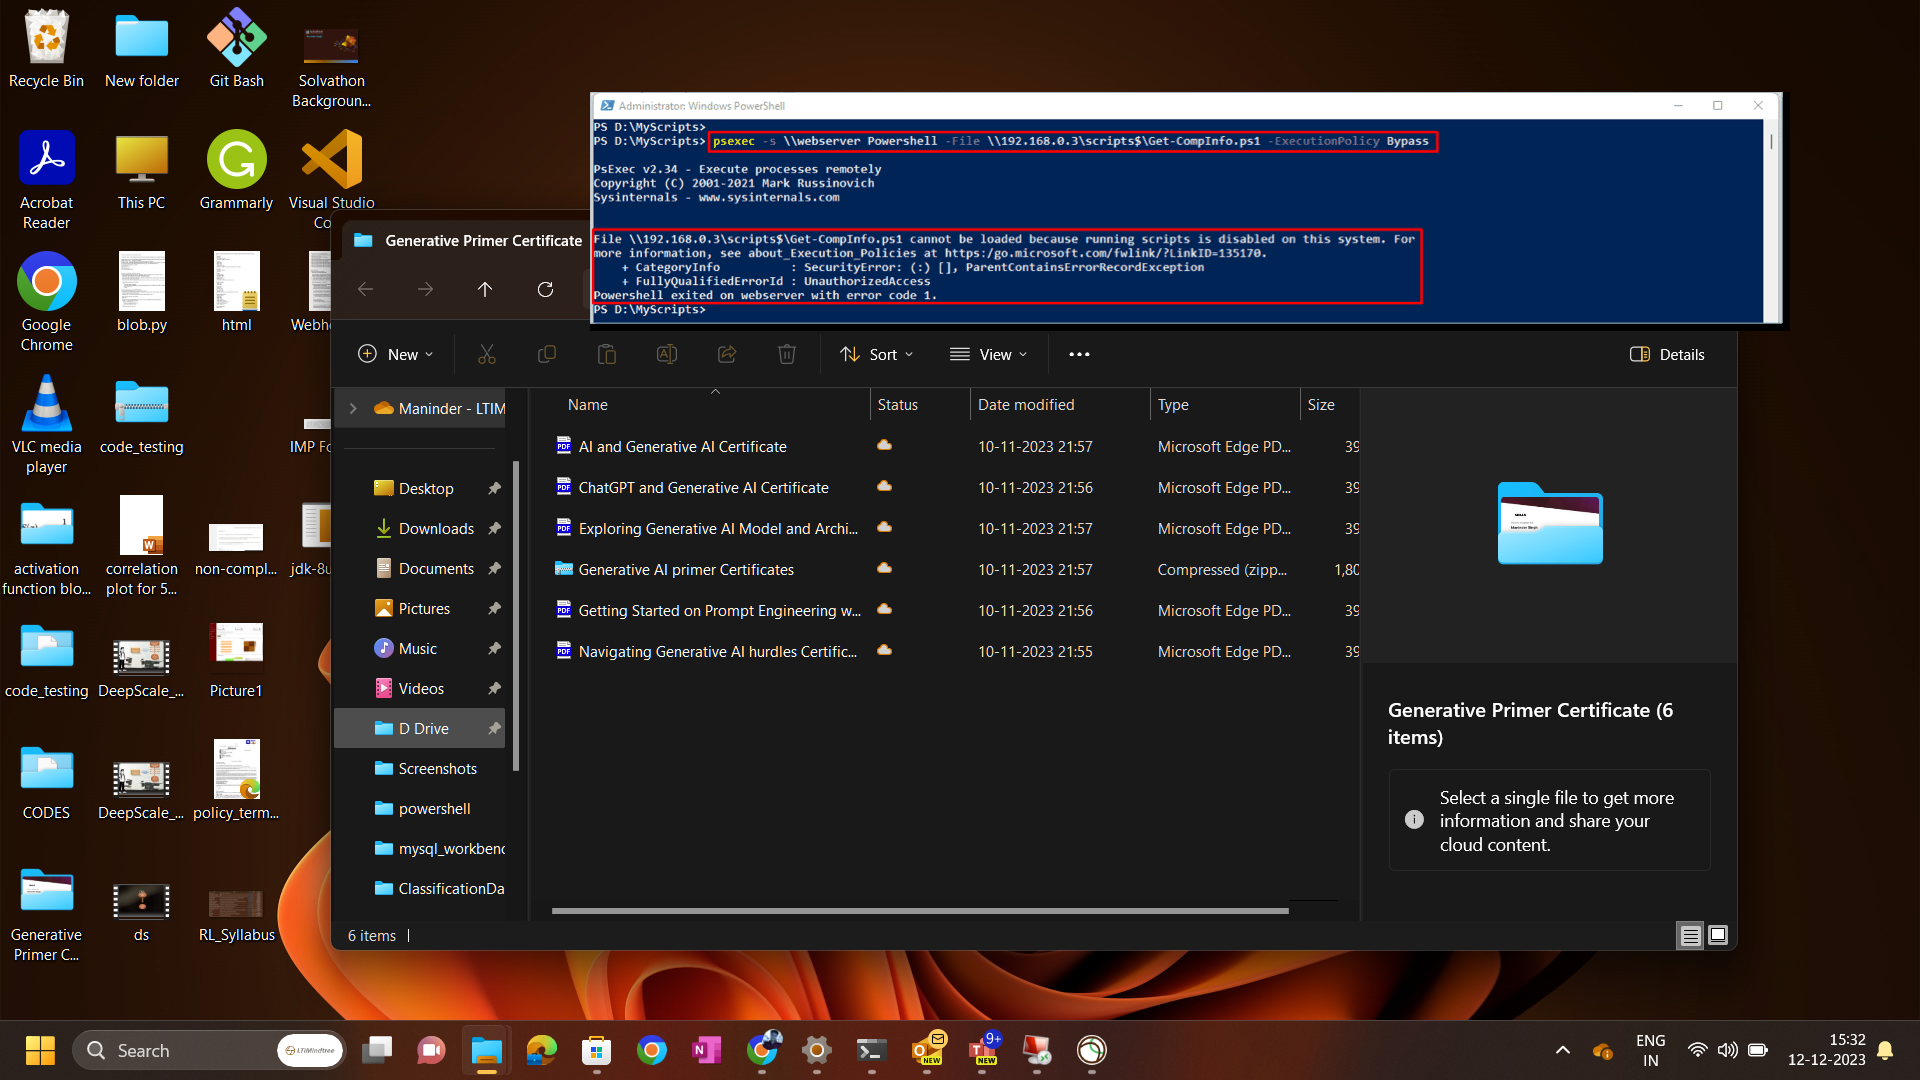 Recycle Bin
New folder
Git Bash
Solvathon
Backgroun...
Acrobat
Reader
This PC
Grammarly
Visual Studio
Co
Google
Chrome
blob.py
html
VLC media
player
code_testing
activation
function blo...
correlation
plot for 5...
non-compl...
code_testing
DeepScale_...
Picture1
CODES
DeepScale_...
policy_term...
Generative
Primer C...
ds
RL_Syllabus
Administrator: Windows PowerShell
PS D:\MyScripts>
PS D:\MyScripts> psexec -s \\webserver Powershell -File \\192.168.0.3\scripts$\Get-CompInfo.ps1 -ExecutionPolicy Bypass
PsExec v2.34 - Execute processes remotely
Copyright (C) 2001-2021 Mark Russinovich
Sysinternals - www.sysinternals.com
File \\192.168.0.3\scripts$\Get-CompInfo.ps1 cannot be loaded because running scripts is disabled on this system. For
more information, see about_Execution_Policies at https:/go.microsoft.com/fwlink/?LinkID=135170.
+ CategoryInfo : SecurityError: (:) [], ParentContainsErrorRecordException
+ FullyQualifiedErrorId : UnauthorizedAccess
Powershell exited on webserver with error code 1.
PS D:\MyScripts>
Generative Primer Certificate
New
Sort
View
Details
Maninder - LTIM
Desktop
Downloads
Documents
Pictures
Music
Videos
D Drive
Screenshots
powershell
mysql_workbenc
ClassificationDa
Name Status Date modified Type Size
AI and Generative AI Certificate 10-11-2023 21:57 Microsoft Edge PD... 39
ChatGPT and Generative AI Certificate 10-11-2023 21:56 Microsoft Edge PD... 39
Exploring Generative AI Model and Archi... 10-11-2023 21:57 Microsoft Edge PD... 39
Generative AI primer Certificates 10-11-2023 21:57 Compressed (zipp... 1,80
Getting Started on Prompt Engineering w... 10-11-2023 21:56 Microsoft Edge PD... 39
Navigating Generative AI hurdles Certific... 10-11-2023 21:55 Microsoft Edge PD... 39
Generative Primer Certificate (6
items)
Select a single file to get more
information and share your
cloud content.
6 items
Search
LTIMindtree
NEW
9+
NEW
ENG
IN
15:32
12-12-2023